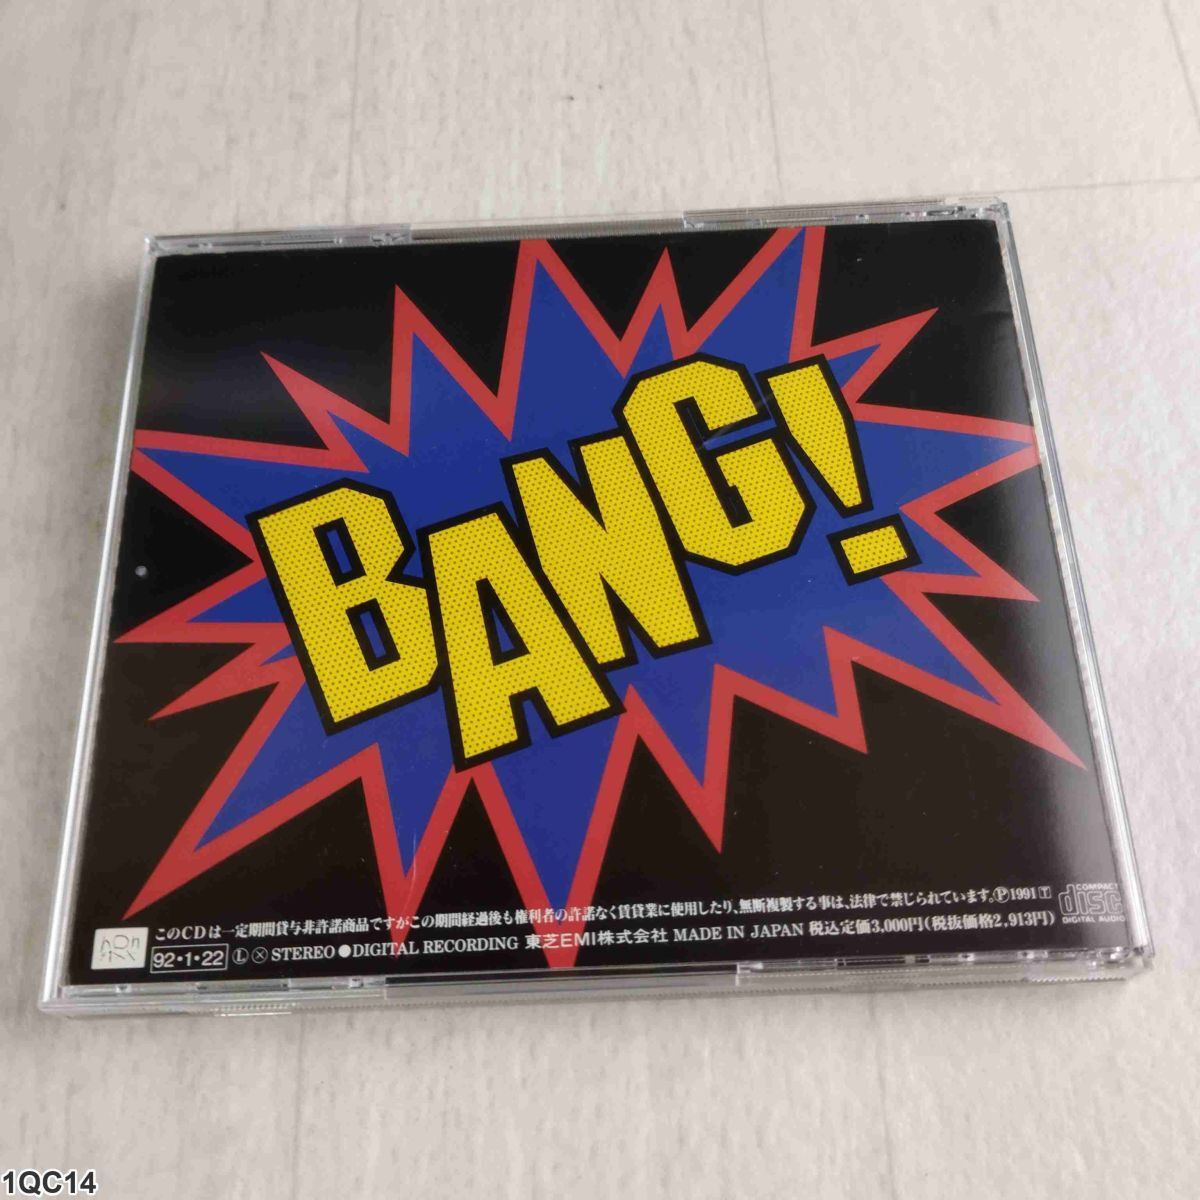 BANG!
このCDは一定期間貸与非許諾商品ですがこの期間経過後も権利者の許諾なく賃貸業に使用したり、無断複製する事は、法律で禁じられています。Ⓟ1991 Ⓣ
92・1・22 Ⓛ Ⓧ STEREO ●DIGITAL RECORDING 東芝EMI株式会社 MADE IN JAPAN 税込定価3,000円(税抜価格2,913円)
COMPACT
disc
DIGITAL AUDIO
1QC14